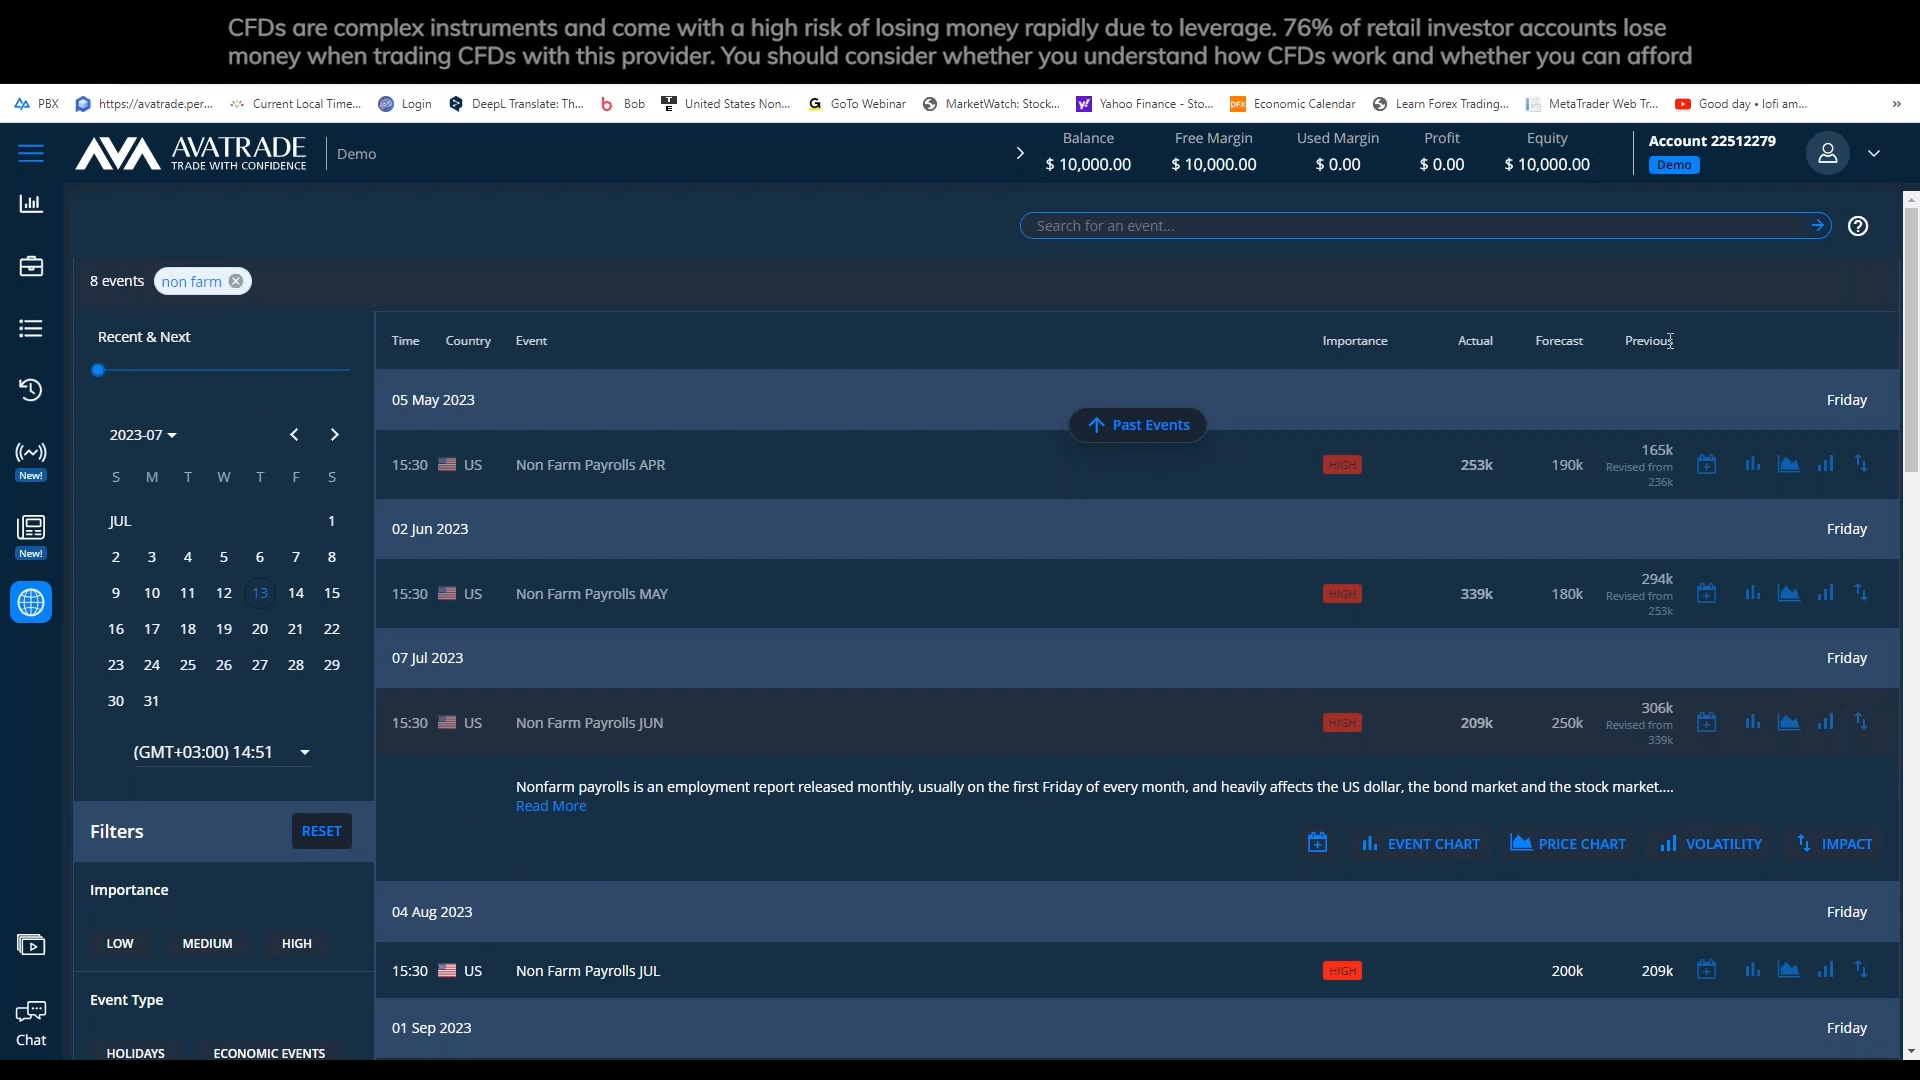 CFDs are complex instruments and come with a high risk of losing money rapidly due to leverage. 76% of retail investor accounts lose
money when trading CFDs with this provider. You should consider whether you understand how CFDs work and whether you can afford
PBX https://avatrade.per... Current Local Time... Login DeepL Translate: Th... Bob United States Non... GoTo Webinar MarketWatch: Stock... Yahoo Finance - Sto... Economic Calendar Learn Forex Trading... MetaTrader Web Tr... Good day • lofi am... »
AVA AVATRADE
TRADE WITH CONFIDENCE
Demo
Balance Free Margin Used Margin Profit Equity
$ 10,000.00 $ 10,000.00 $ 0.00 $ 0.00 $ 10,000.00
Account 22512279
Demo
Search for an event...
8 events non farm
Recent & Next
2023-07
S M T W T F S
JUL 1
2 3 4 5 6 7 8
9 10 11 12 13 14 15
16 17 18 19 20 21 22
23 24 25 26 27 28 29
30 31
(GMT+03:00) 14:51
Filters RESET
Importance
LOW MEDIUM HIGH
Event Type
HOLIDAYS ECONOMIC EVENTS
New!
New!
Chat
Time Country Event Importance Actual Forecast Previous
05 May 2023 Friday
Past Events
15:30 US Non Farm Payrolls APR HIGH 253k 190k 165k
Revised from
236k
02 Jun 2023 Friday
15:30 US Non Farm Payrolls MAY HIGH 339k 180k 294k
Revised from
253k
07 Jul 2023 Friday
15:30 US Non Farm Payrolls JUN HIGH 209k 250k 306k
Revised from
339k
Nonfarm payrolls is an employment report released monthly, usually on the first Friday of every month, and heavily affects the US dollar, the bond market and the stock market....
Read More
EVENT CHART PRICE CHART VOLATILITY IMPACT
04 Aug 2023 Friday
15:30 US Non Farm Payrolls JUL HIGH 200k 209k
01 Sep 2023 Friday